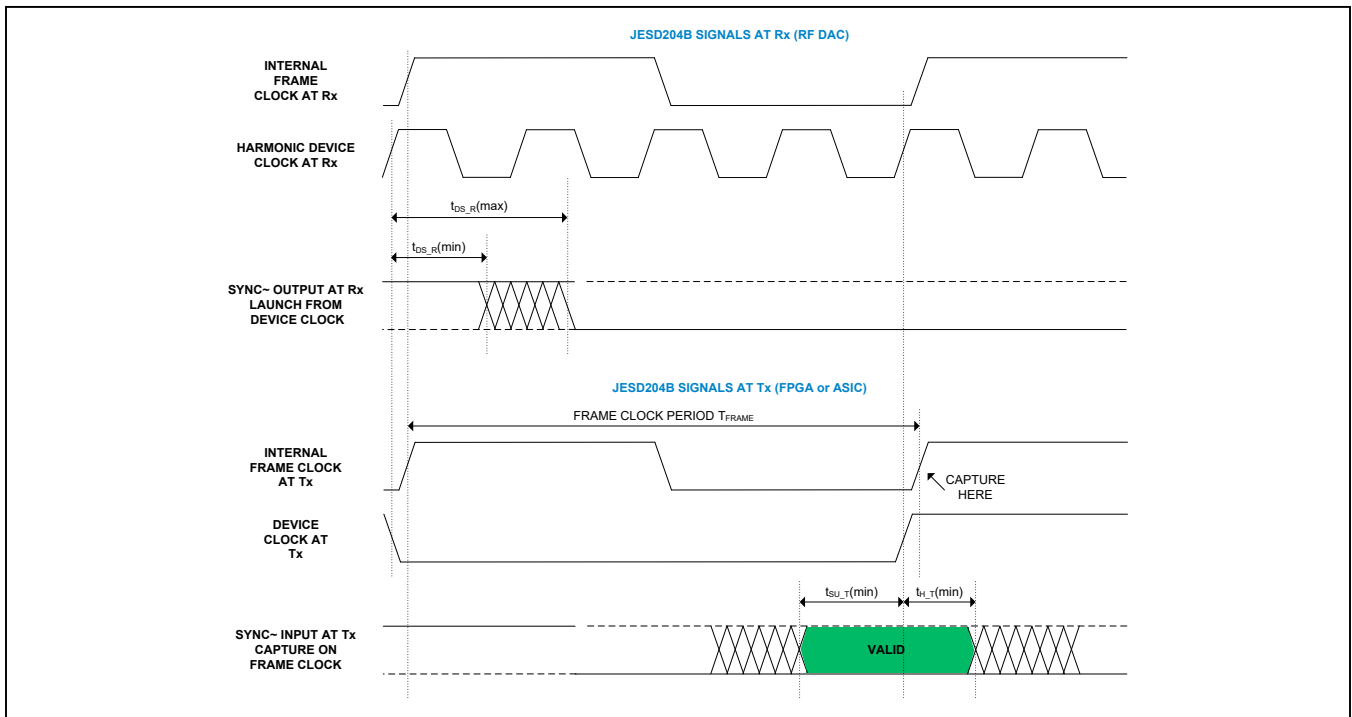 JESD204B SIGNALS AT Rx (RF DAC)
INTERNAL
FRAME
CLOCK AT Rx
HARMONIC DEVICE
CLOCK AT Rx
tDS_R(max)
tDS_R(min)
SYNC~ OUTPUT AT Rx
LAUNCH FROM
DEVICE CLOCK
JESD204B SIGNALS AT Tx (FPGA or ASIC)
FRAME CLOCK PERIOD TFRAME
INTERNAL
FRAME CLOCK
AT Tx
CAPTURE
HERE
DEVICE
CLOCK AT
Tx
tSU_T(min)
tH_T(min)
SYNC~ INPUT AT Tx
CAPTURE ON
FRAME CLOCK
VALID